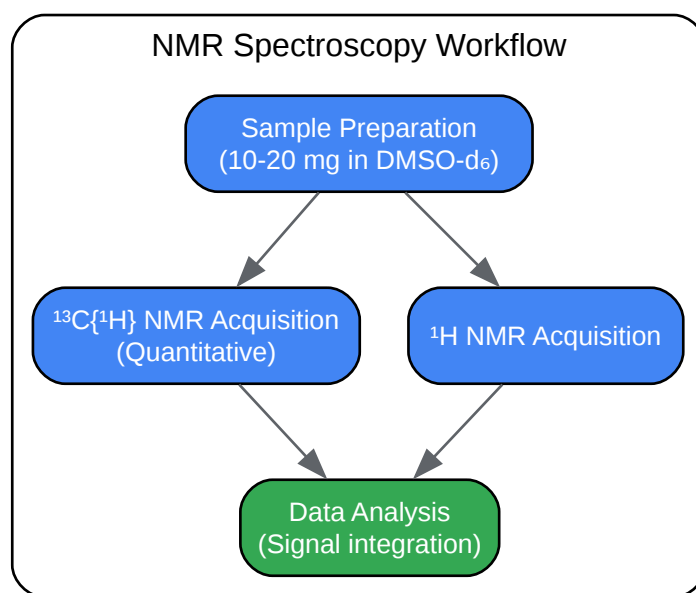 NMR Spectroscopy Workflow
Sample Preparation
(10-20 mg in DMSO-d₆)
¹³C{¹H} NMR Acquisition
(Quantitative)
¹H NMR Acquisition
Data Analysis
(Signal integration)